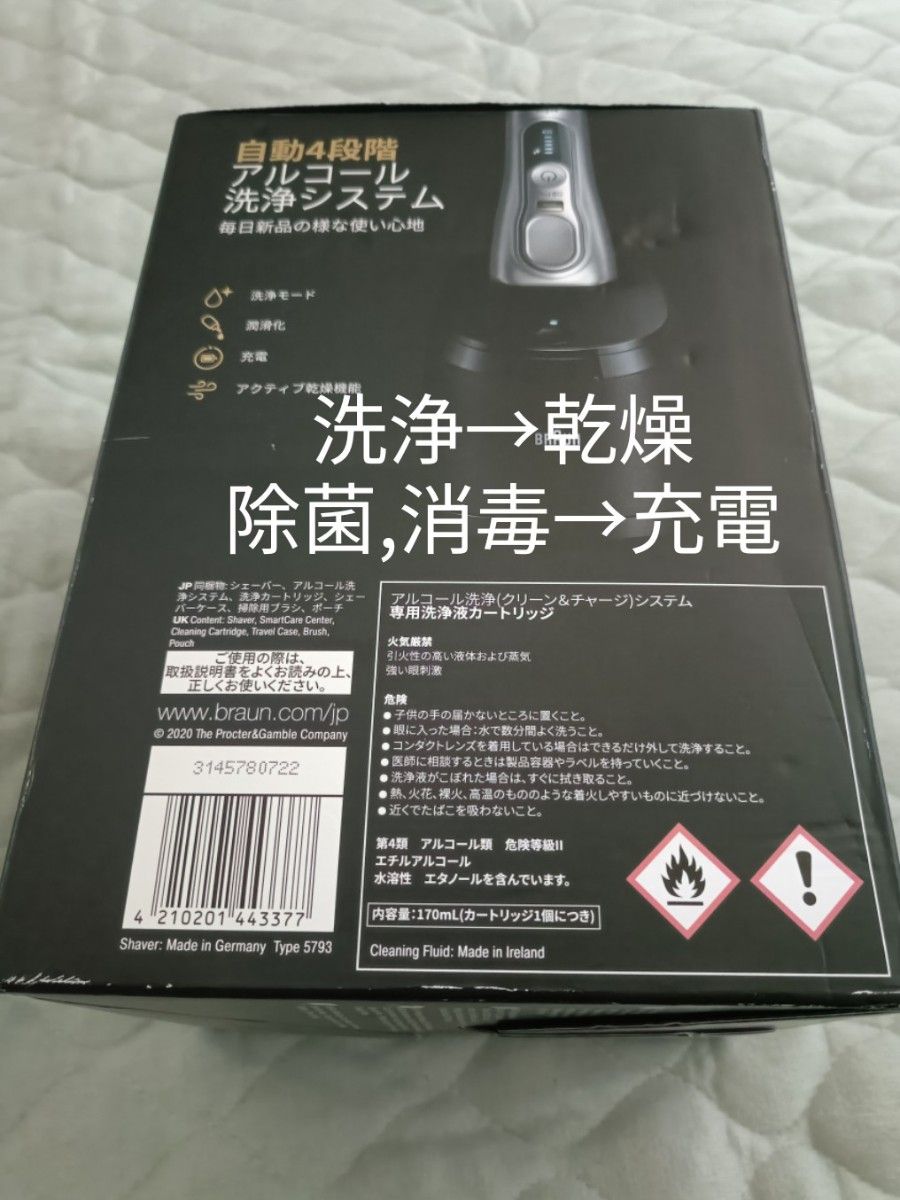 自動4段階
アルコール
洗浄システム
毎日新品の様な使い心地
洗浄モード
潤滑化
充電
アクティブ乾燥機能
洗浄→乾燥
除菌,消毒→充電
JP 同梱物:シェーバー、アルコール洗
浄システム、洗浄カートリッジ、シェー
バーケース、掃除用ブラシ、ポーチ
UK Content: Shaver, SmartCare Center,
Cleaning Cartridge, Travel Case, Brush,
Pouch
ご使用の際は、
取扱説明書をよくお読みの上、
正しくお使いください。
www.braun.com/jp
© 2020 The Procter&Gamble Company
3145780722
4 210201 443377
Shaver: Made in Germany Type 5793
アルコール洗浄(クリーン&チャージ)システム
専用洗浄液カートリッジ
火気厳禁
引火性の高い液体および蒸気
強い眼刺激
危険
●子供の手の届かないところに置くこと。
●眼に入った場合:水で数分間よく洗うこと。
●コンタクトレンズを着用している場合はできるだけ外して洗浄すること。
●医師に相談するときは製品容器やラベルを持っていくこと。
●洗浄液がこぼれた場合は、すぐに拭き取ること。
●熱、火花、裸火、高温のもののような着火しやすいものに近づけないこと。
●近くでたばこを吸わないこと。
第4類 アルコール類 危険等級II
エチルアルコール
水溶性 エタノールを含んでいます。
内容量:170mL(カートリッジ1個につき)
Cleaning Fluid: Made in Ireland